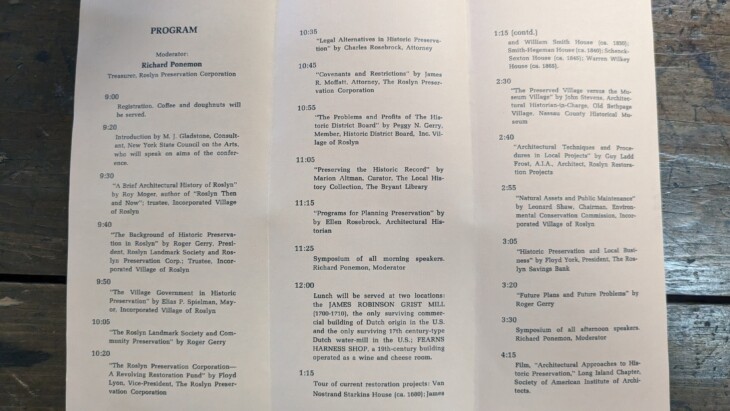 PROGRAM
Moderator:
Richard Ponemon
Treasurer, Roslyn Preservation Corporation
9:00
Registration. Coffee and doughnuts will
be served.
9:20
Introduction by M. J. Gladstone, Consult-
ant, New York State Council on the Arts,
who will speak on aims of the confer-
ence.
9:30
"A Brief Architectural History of Roslyn"
by Roy Moger, author of "Roslyn Then
and Now"; trustee, Incorporated Village
of Roslyn
9:40
"The Background of Historic Preserva-
tion in Roslyn" by Roger Gerry, Presi-
dent, Roslyn Landmark Society and Ros-
lyn Preservation Corp.; Trustee, Incor-
porated Village of Roslyn
9:50
"The Village Government in Historic
Preservation" by Elias P. Spielman, May-
or, Incorporated Village of Roslyn
10:05
"The Roslyn Landmark Society and Com-
munity Preservation" by Roger Gerry
10:20
"The Roslyn Preservation Corporation—
A Revolving Restoration Fund" by Floyd
Lyon, Vice-President, The Roslyn Preser-
vation Corporation
10:35
"Legal Alternatives in Historic Preserva-
tion" by Charles Rosebrock, Attorney
10:45
"Covenants and Restrictions" by James
R. Moffatt, Attorney, The Roslyn Preser-
vation Corporation
10:55
"The Problems and Profits of The His-
toric District Board" by Peggy N. Gerry,
Member, Historic District Board, Inc. Vil-
lage of Roslyn
11:05
"Preserving the Historic Record" by
Marion Altman, Curator, The Local His-
tory Collection, The Bryant Library
11:15
"Programs for Planning Preservation" by
by Ellen Rosebrock, Architectural His-
torian
11:25
Symposium of all morning speakers.
Richard Ponemon, Moderator
12:00
Lunch will be served at two locations:
the JAMES ROBINSON GRIST MILL
(1700-1710), the only surviving commer-
cial building of Dutch origin in the U.S.
and the only surviving 17th century-type
Dutch water-mill in the U.S.; FEARNS
HARNESS SHOP, a 19th-century building
operated as a wine and cheese room.
1:15
Tour of current restoration projects: Van
Nostrand Starkins House (ca. 1680); James
1:15 (contd.)
and William Smith House (ca. 1850);
Smith-Hegeman House (ca. 1840); Schenck-
Sexton House (ca. 1845); Warren Wilkey
House (ca. 1865).
2:30
"The Preserved Village versus the Mu-
seum Village" by John Stevens, Architec-
tural Historian-in-Charge, Old Bethpage
Village, Nassau County Historical Mu-
seum
2:40
"Architectural Techniques and Proce-
dures in Local Projects" by Guy Ladd
Frost, A.I.A., Architect, Roslyn Restora-
tion Projects
2:55
"Natural Assets and Public Maintenance"
by Leonard Shaw, Chairman, Environ-
mental Conservation Commission, Incor-
porated Village of Roslyn
3:05
"Historic Preservation and Local Busi-
ness" by Floyd York, President, The Ros-
lyn Savings Bank
3:20
"Future Plans and Future Problems" by
Roger Gerry
3:30
Symposium of all afternoon speakers.
Richard Ponemon, Moderator
4:15
Film, "Architectural Approaches to His-
toric Preservation," Long Island Chapter,
Society of American Institute of Archi-
tects.